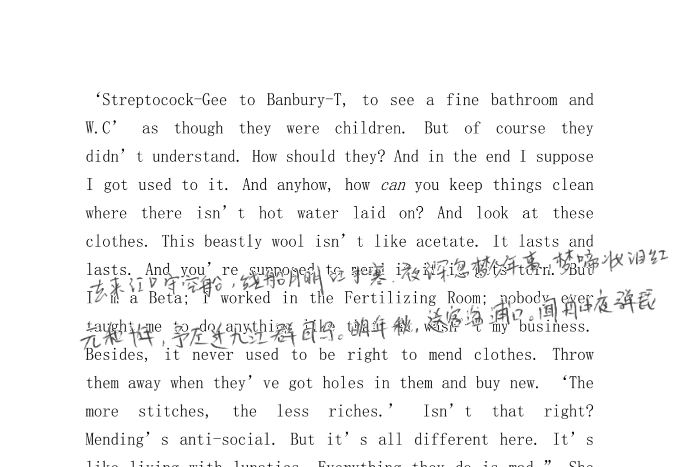 ‘Streptocock-Gee to Banbury-T, to see a fine bathroom and
W.C’ as though they were children. But of course they
didn’t understand. How should they? And in the end I suppose
I got used to it. And anyhow, how can you keep things clean
where there isn’t hot water laid on? And look at these
clothes. This beastly wool isn’t like acetate. It lasts and
lasts. And you’re supposed to mend it if it gets torn. But
去来江口守空船，绕船月明江水寒。夜深忽梦少年事，梦啼妆泪红
I’m a Beta; I worked in the Fertilizing Room; nobody ever
taught me to do anything like that. It wasn’t my business.
元和十年，予左迁九江郡司马。明年秋，送客湓浦口。闻舟中夜弹琵
Besides, it never used to be right to mend clothes. Throw
them away when they’ve got holes in them and buy new. ‘The
more stitches, the less riches.’ Isn’t that right?
Mending’s anti-social. But it’s all different here. It’s
like living with lunatics. Everything they do is mad.” She